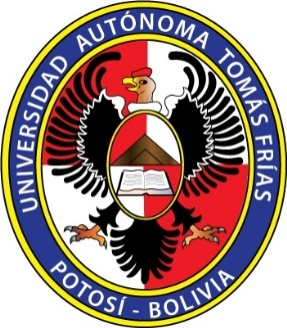 UNIVERSIDAD AUTÓNOMA TOMÁS FRÍAS
POTOSÍ - BOLIVIA